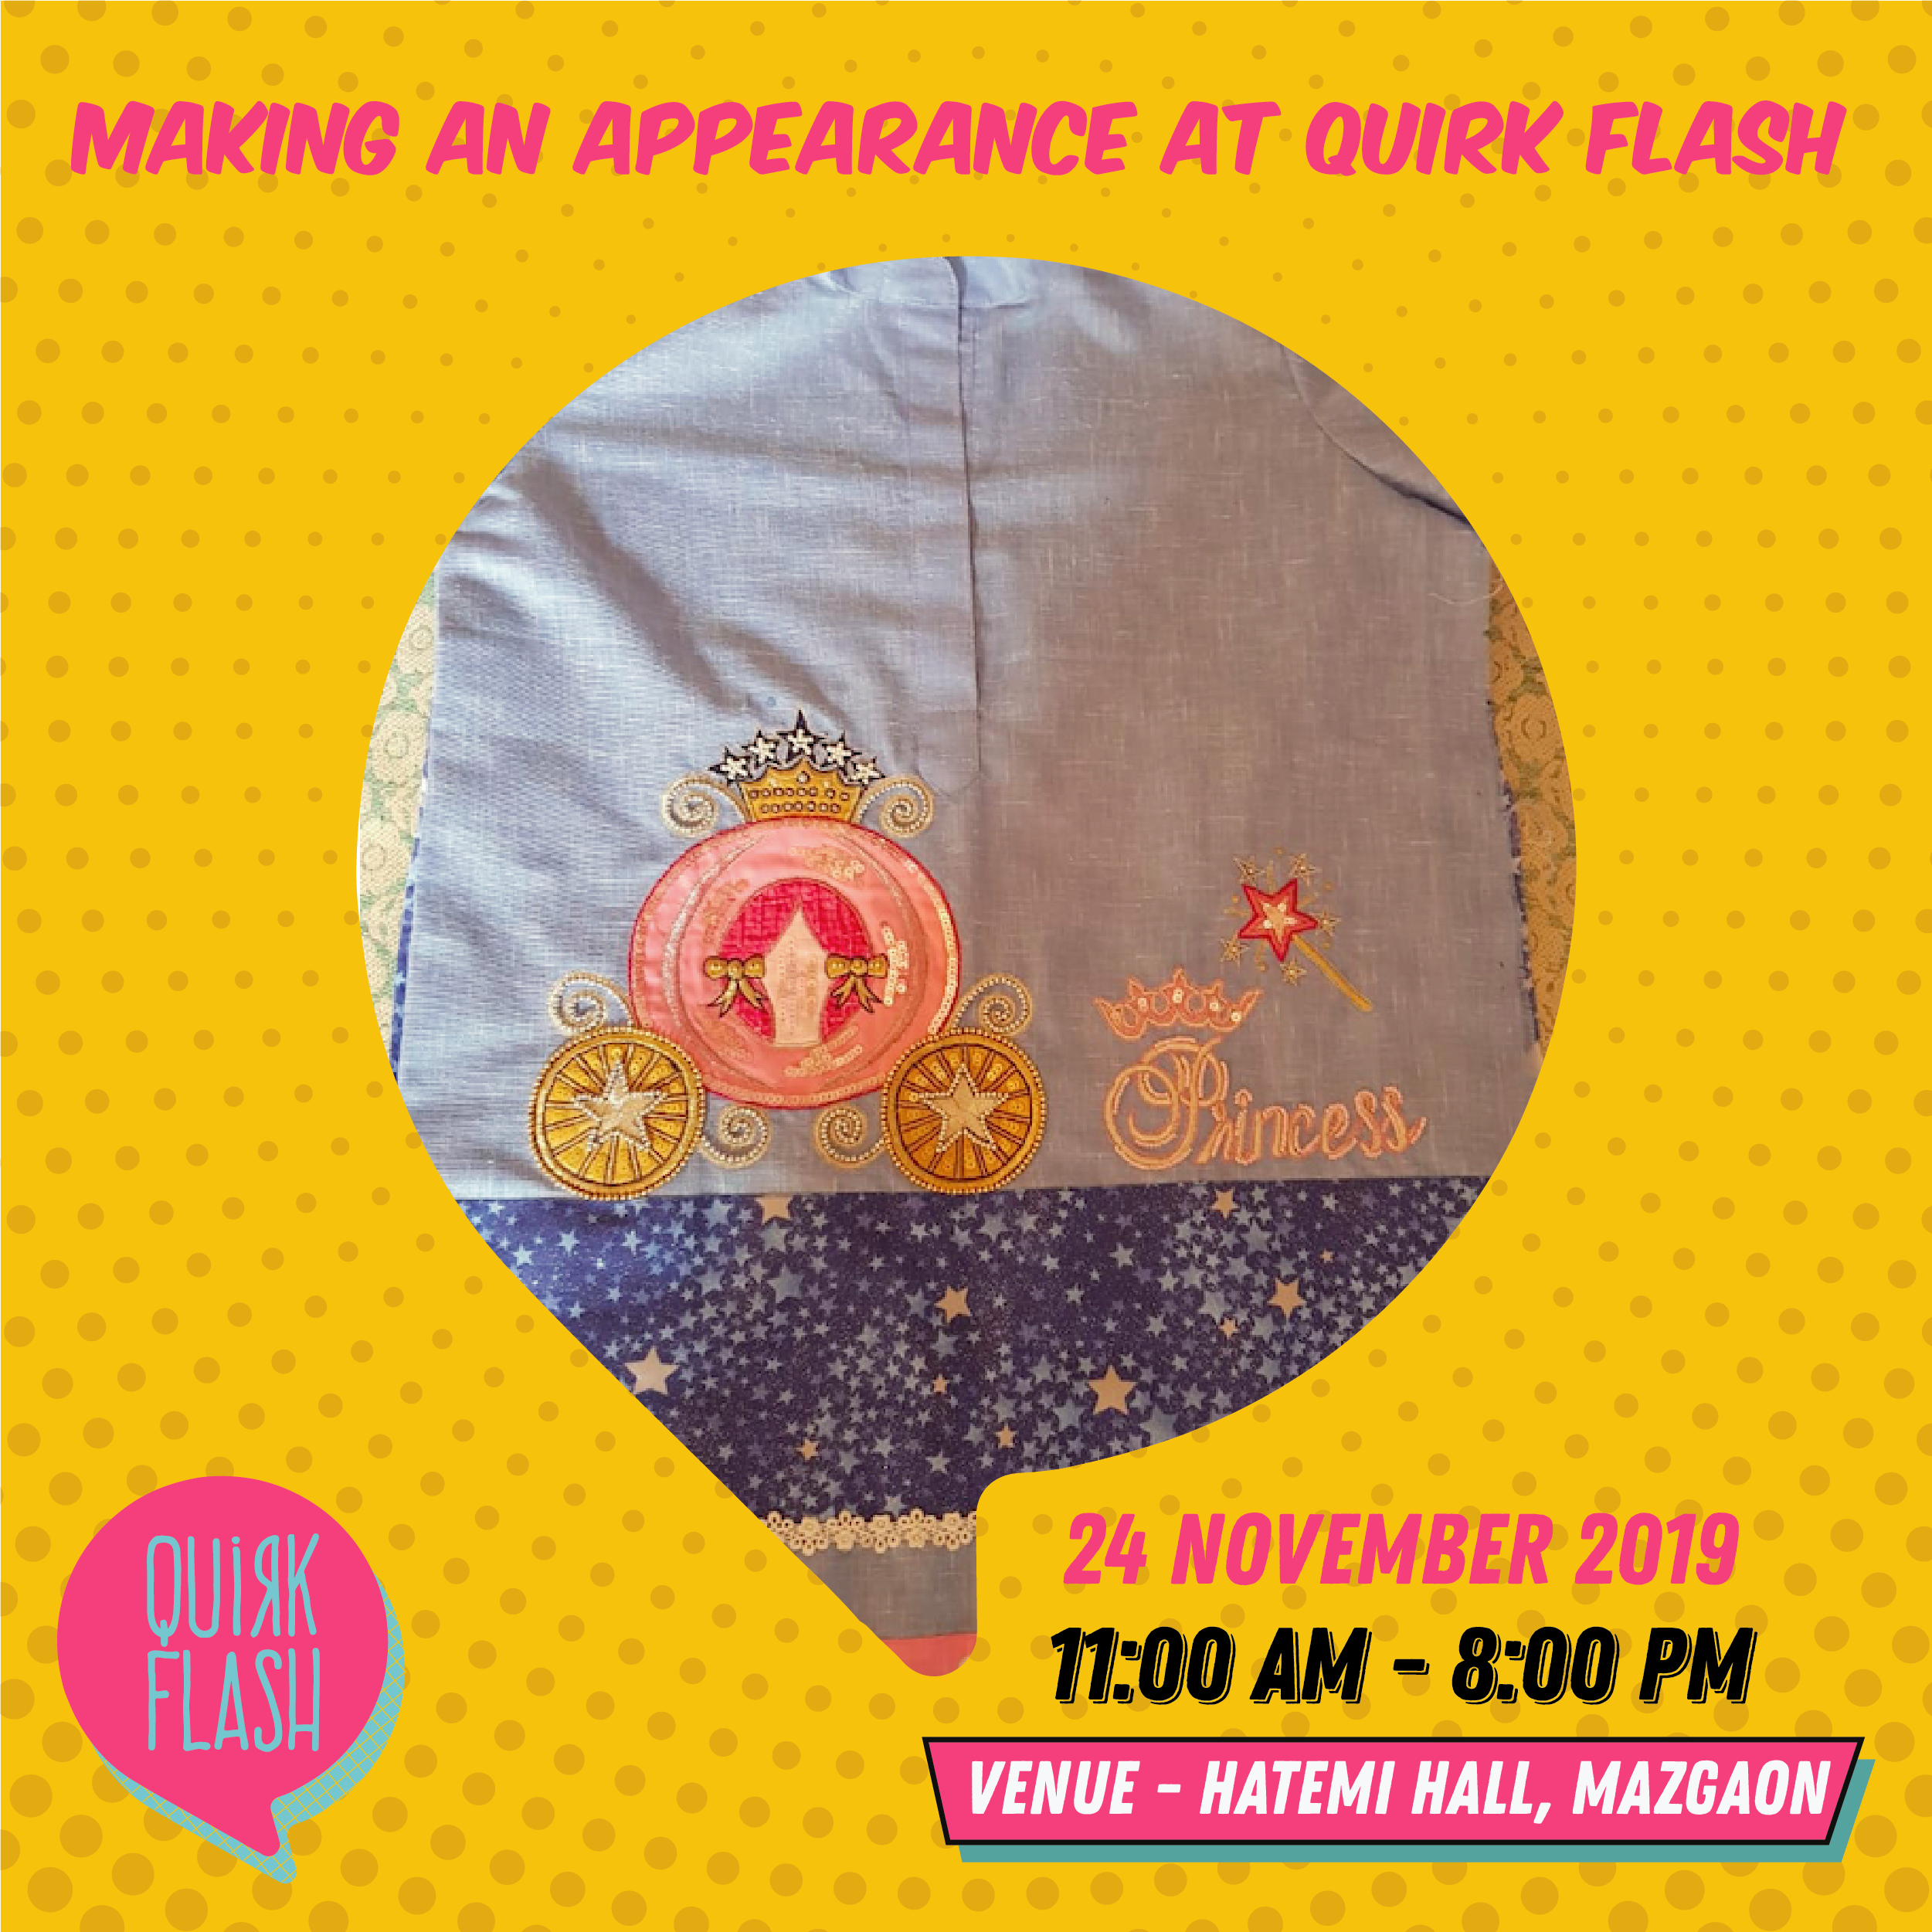 MAKING AN APPEARANCE AT QUIRK FLASH
Princess
24 NOVEMBER 2019
11:00 AM - 8:00 PM
VENUE - HATEMI HALL, MAZGAON
QUiRK
FLASH